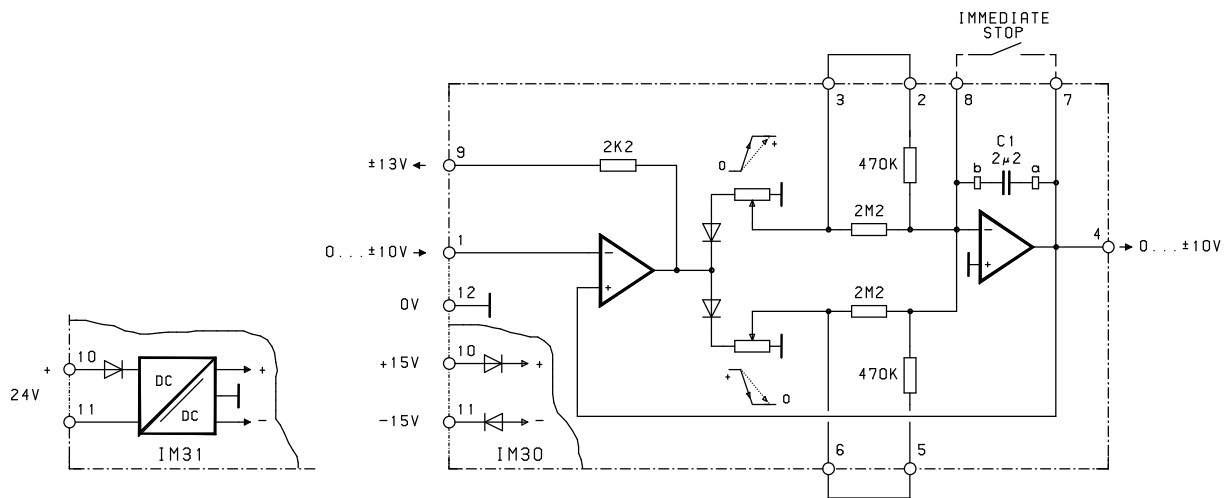 IMMEDIATE
STOP
3
2
8
7
C1
2µ2
b
a
9
2K2
±13V
0
+
470K
2M2
1
0...±10V
−
+
−
+
4
0...±10V
12
0V
2M2
10
+15V
+
11
-15V
−
IM30
+
0
470K
6
5
10
+
24V
11
DC
DC
+
−
IM31